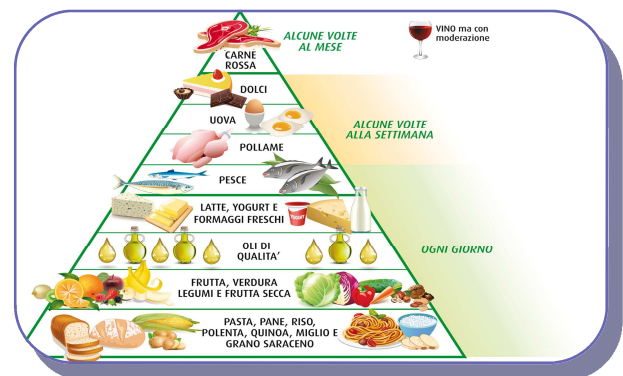 ALCUNE VOLTE
AL MESE
VINO ma con
moderazione
CARNE
ROSSA
DOLCI
UOVA
ALCUNE VOLTE
ALLA SETTIMANA
POLLAME
PESCE
LATTE, YOGURT E
FORMAGGI FRESCHI
Yogurt
OLI DI
QUALITA’
OGNI GIORNO
FRUTTA, VERDURA
LEGUMI E FRUTTA SECCA
PASTA, PANE, RISO,
POLENTA, QUINOA, MIGLIO E
GRANO SARACENO